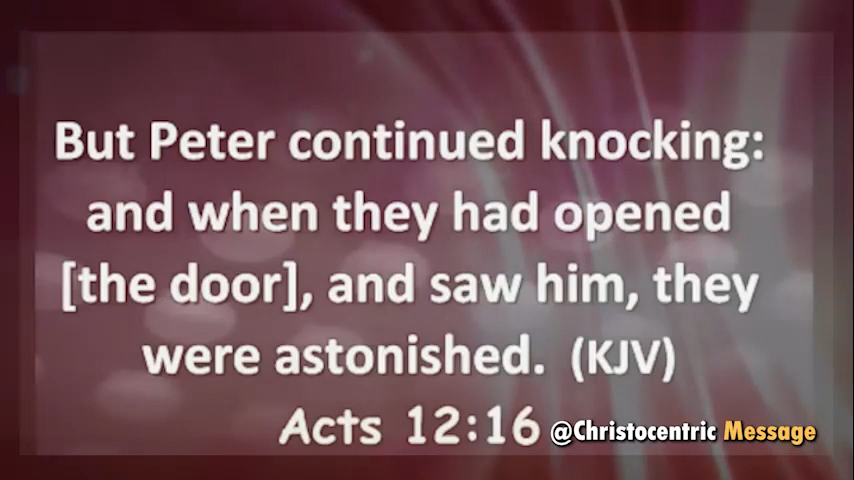 But Peter continued knocking:
and when they had opened
[the door], and saw him, they
were astonished. (KJV)
Acts 12:16
@Christocentric Message